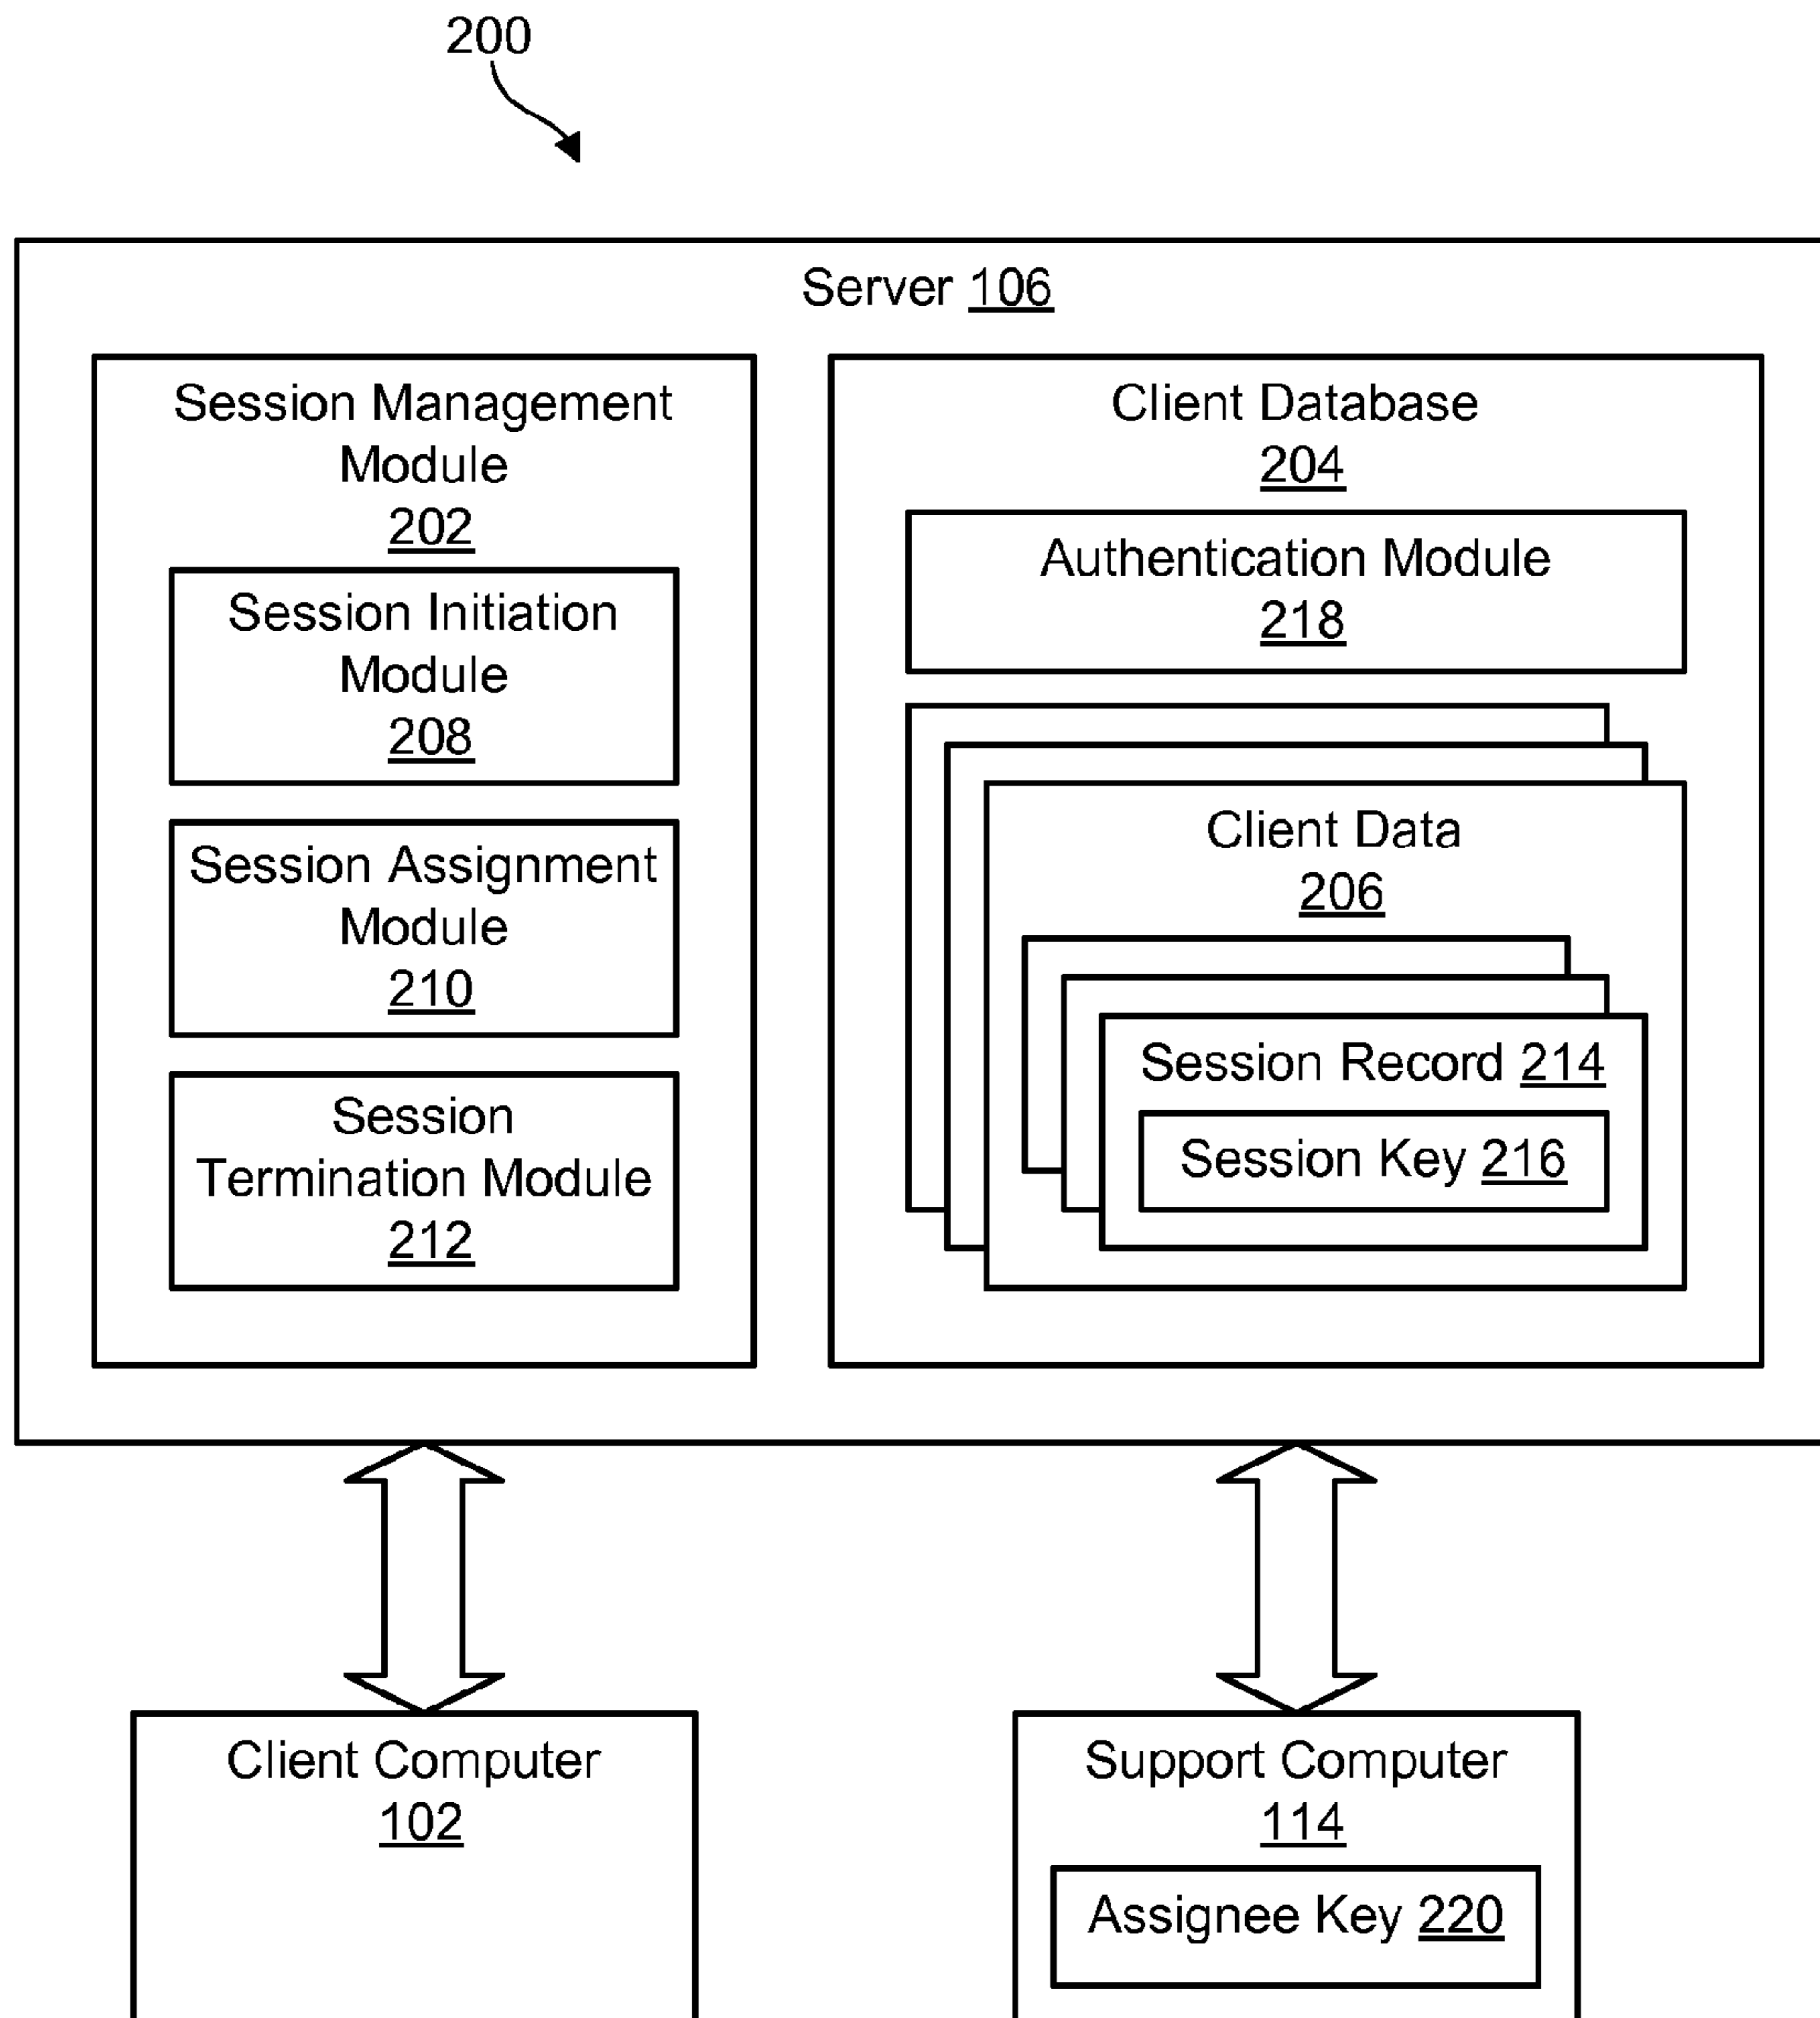 200
Server 106
Session Management
Module
202
Session Initiation
Module
208
Session Assignment
Module
210
Session
Termination Module
212
Client Database
204
Authentication Module
218
Client Data
206
Session Record 214
Session Key 216
Client Computer
102
Support Computer
114
Assignee Key 220